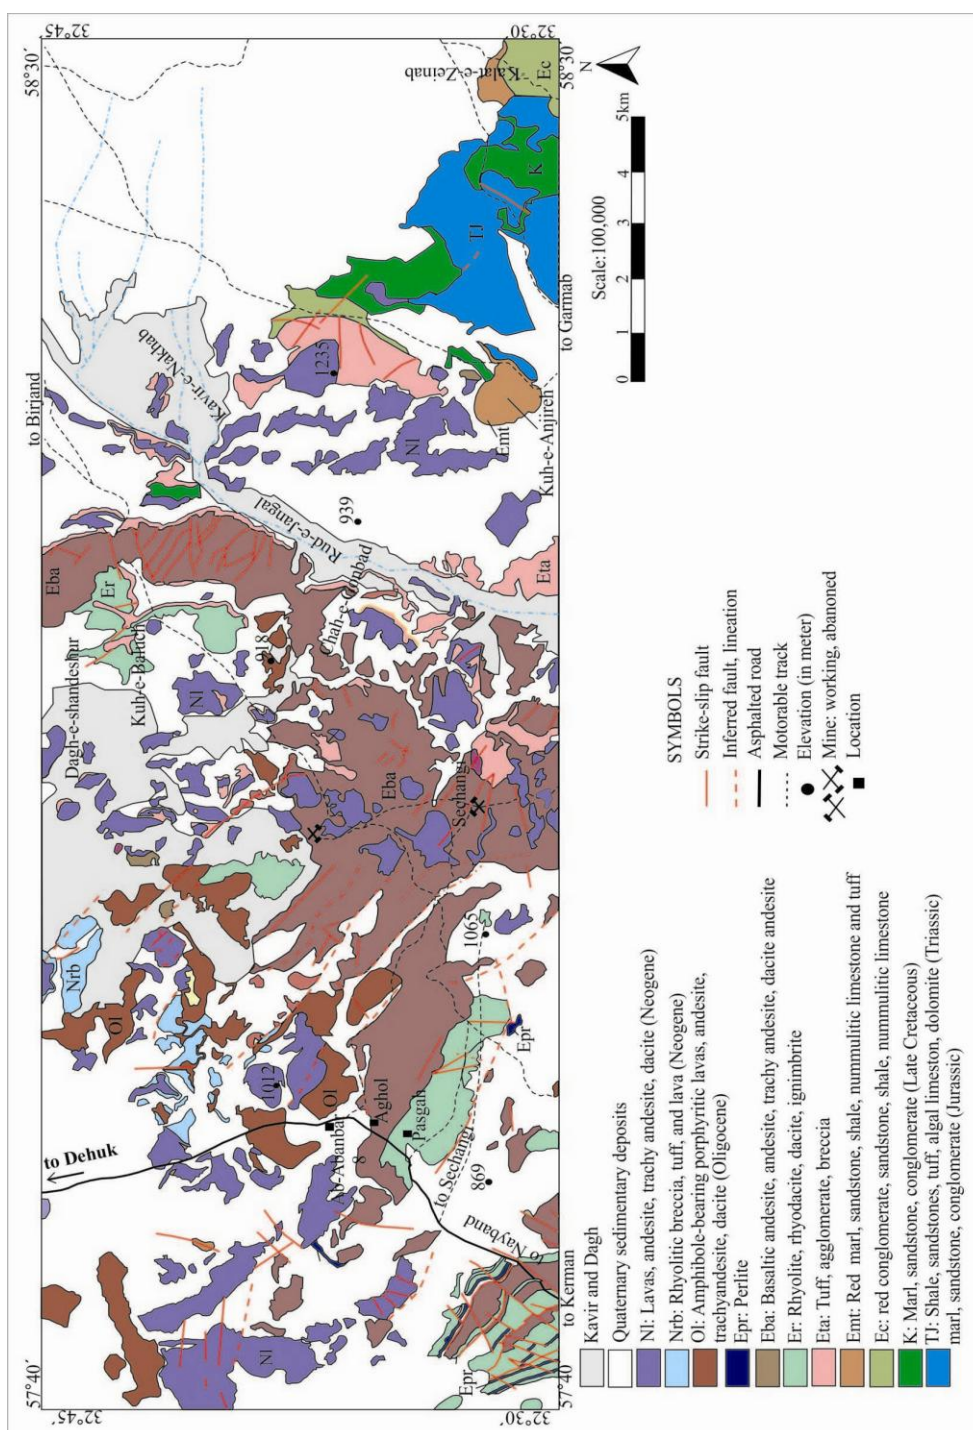 32°45'
58°30'
32°30'
58°30'
to Birjand
Kavir-e-Nakhab
Kalat-e-Zeinab
Ec
K
TJ
N
1235
Nl
Emt
Kuh-e-Anjireh
to Garmab
939
Rud-e-Jangal
Eta
Eba
Er
Dagh-e-shandeshur
Kuh-e-Baluch
Chah-e-Gonbad
918
Nl
Eba
Sechangi
Nrb
Ol
1065
Epr
1012
Ol
Ab-Abanbar
Aghol
8
Pasgah
to Sechangi
869
to Dehuk
to Nayband
to Kerman
Nl
Epr
57°40'
32°45'
57°40'
32°30'
Scale:100,000
0 1 2 3 4 5km
SYMBOLS
Strike-slip fault
Inferred fault, lineation
Asphalted road
Motorable track
Elevation (in meter)
Mine: working, abanoned
Location
Kavir and Dagh
Quaternary sedimentary deposits
Nl: Lavas, andesite, trachy andesite, dacite (Neogene)
Nrb: Rhyolitic breccia, tuff, and lava (Neogene)
Ol: Amphibole-bearing porphyritic lavas, andesite,
trachyandesite, dacite (Oligocene)
Epr: Perlite
Eba: Basaltic andesite, andesite, trachy andesite, dacite andesite
Er: Rhyolite, rhyodacite, dacite, ignimbrite
Eta: Tuff, agglomerate, breccia
Emt: Red marl, sandstone, shale, nummulitic limestone and tuff
Ec: red conglomerate, sandstone, shale, nummulitic limestone
K: Marl, sandstone, conglomerate (Late Cretaceous)
TJ: Shale, sandstones, tuff, algal limeston, dolomite (Triassic)
marl, sandstone, conglomerate (Jurassic)